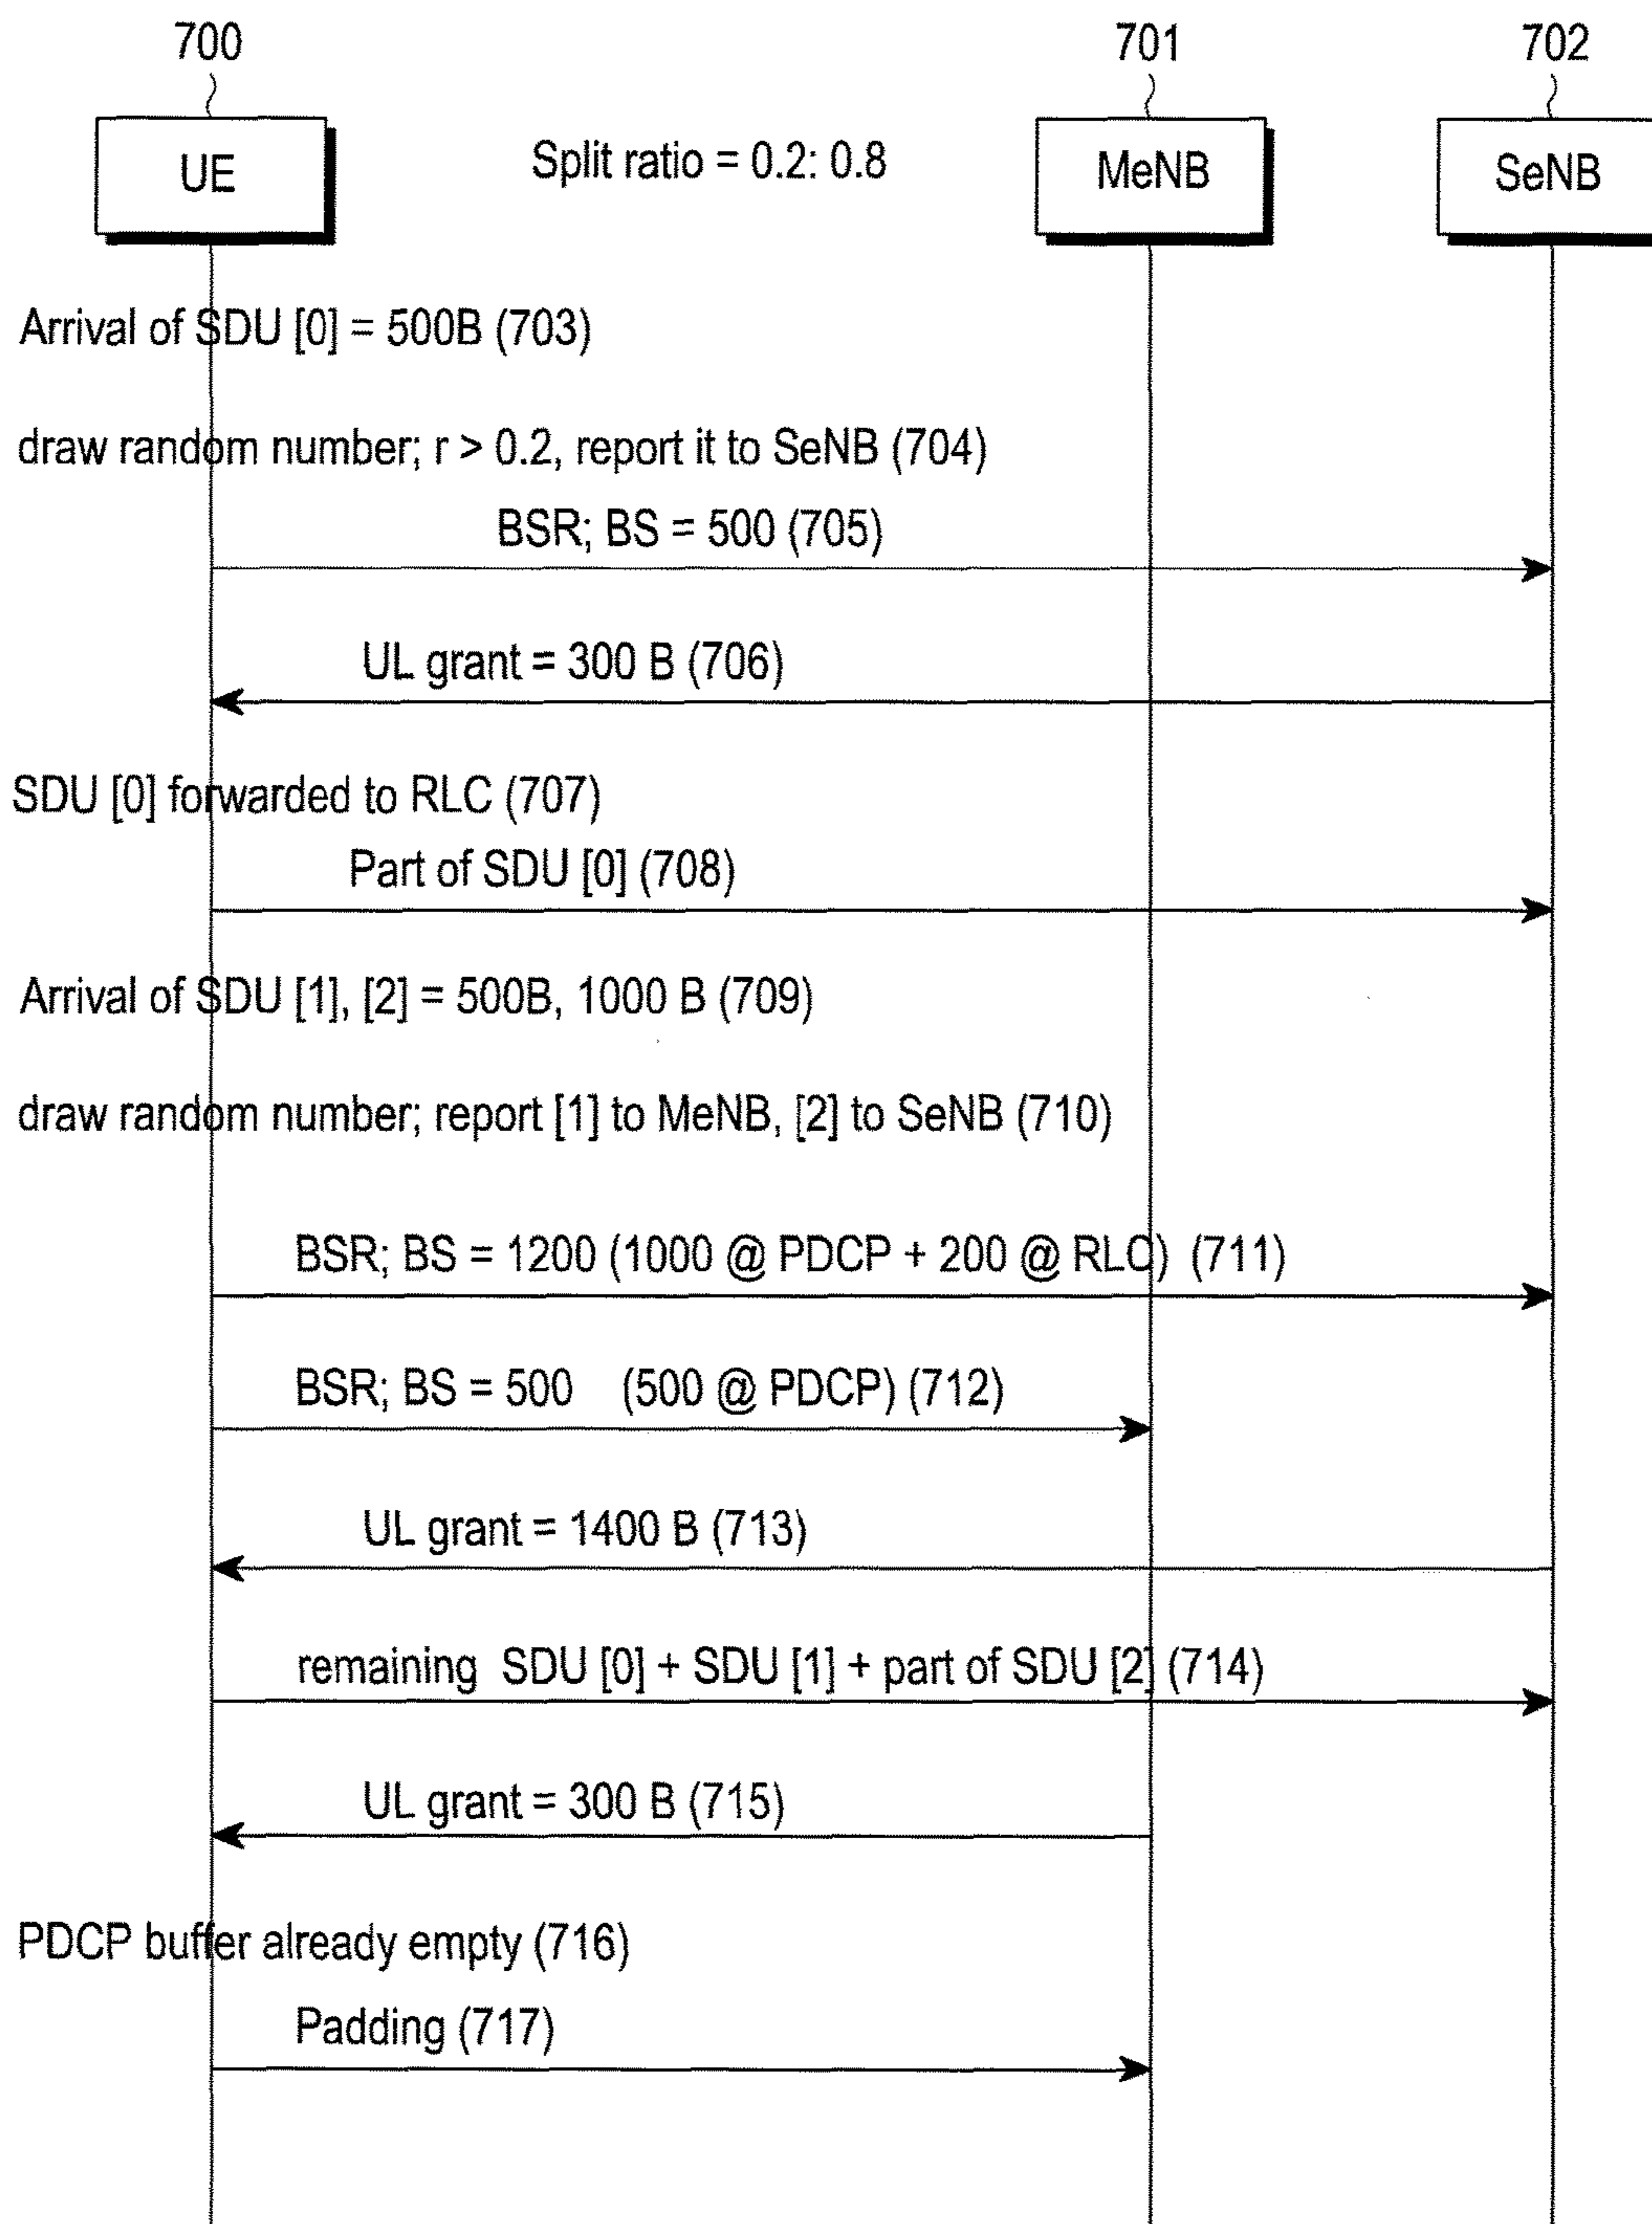 700
701
702
UE
Split ratio = 0.2: 0.8
MeNB
SeNB
Arrival of SDU [0] = 500B (703)
draw random number; r > 0.2, report it to SeNB (704)
BSR; BS = 500 (705)
UL grant = 300 B (706)
SDU [0] forwarded to RLC (707)
Part of SDU [0] (708)
Arrival of SDU [1], [2] = 500B, 1000 B (709)
draw random number; report [1] to MeNB, [2] to SeNB (710)
BSR; BS = 1200 (1000 @ PDCP + 200 @ RLC) (711)
BSR; BS = 500 (500 @ PDCP) (712)
UL grant = 1400 B (713)
remaining SDU [0] + SDU [1] + part of SDU [2] (714)
UL grant = 300 B (715)
PDCP buffer already empty (716)
Padding (717)